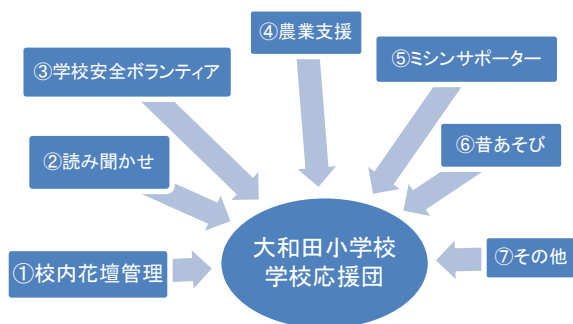 ④農業支援
⑤ミシンサポーター
③学校安全ボランティア
⑥昔あそび
②読み聞かせ
大和田小学校
学校応援団
①校内花壇管理
⑦その他